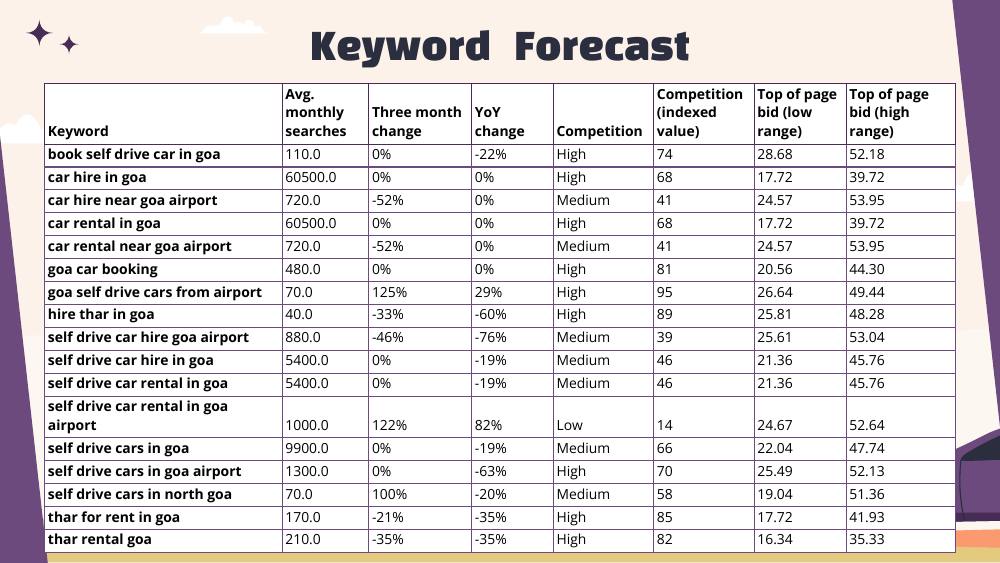 Keyword Forecast
Keyword | Avg. monthly searches | Three month change | YoY change | Competition | Competition (indexed value) | Top of page bid (low range) | Top of page bid (high range)
book self drive car in goa | 110.0 | 0% | -22% | High | 74 | 28.68 | 52.18
car hire in goa | 60500.0 | 0% | 0% | High | 68 | 17.72 | 39.72
car hire near goa airport | 720.0 | -52% | 0% | Medium | 41 | 24.57 | 53.95
car rental in goa | 60500.0 | 0% | 0% | High | 68 | 17.72 | 39.72
car rental near goa airport | 720.0 | -52% | 0% | Medium | 41 | 24.57 | 53.95
goa car booking | 480.0 | 0% | 0% | High | 81 | 20.56 | 44.30
goa self drive cars from airport | 70.0 | 125% | 29% | High | 95 | 26.64 | 49.44
hire thar in goa | 40.0 | -33% | -60% | High | 89 | 25.81 | 48.28
self drive car hire goa airport | 880.0 | -46% | -76% | Medium | 39 | 25.61 | 53.04
self drive car hire in goa | 5400.0 | 0% | -19% | Medium | 46 | 21.36 | 45.76
self drive car rental in goa | 5400.0 | 0% | -19% | Medium | 46 | 21.36 | 45.76
self drive car rental in goa airport | 1000.0 | 122% | 82% | Low | 14 | 24.67 | 52.64
self drive cars in goa | 9900.0 | 0% | -19% | Medium | 66 | 22.04 | 47.74
self drive cars in goa airport | 1300.0 | 0% | -63% | High | 70 | 25.49 | 52.13
self drive cars in north goa | 70.0 | 100% | -20% | Medium | 58 | 19.04 | 51.36
thar for rent in goa | 170.0 | -21% | -35% | High | 85 | 17.72 | 41.93
thar rental goa | 210.0 | -35% | -35% | High | 82 | 16.34 | 35.33